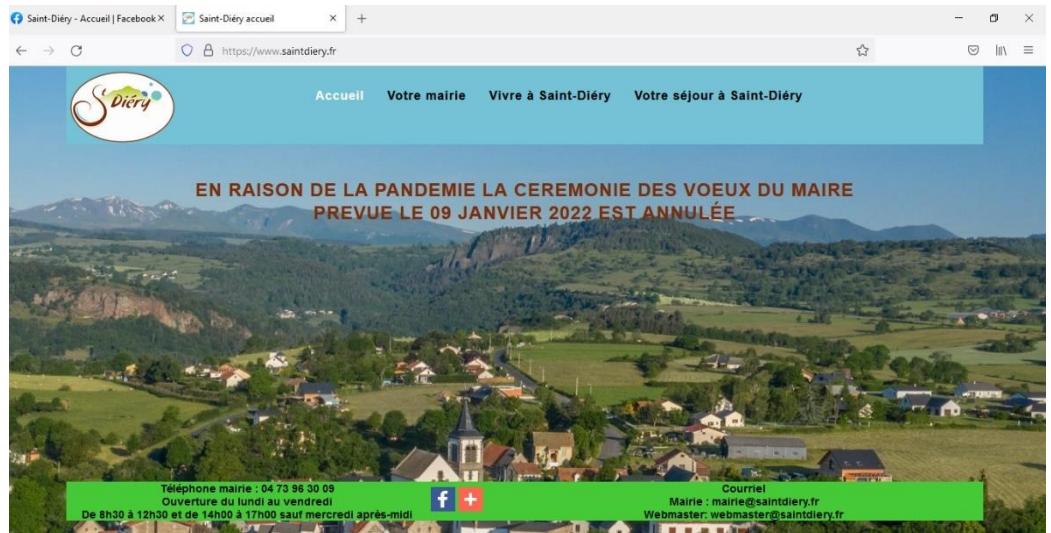 Saint-Diéry - Accueil | Facebook
Saint-Diéry accueil
https://www.saintdiery.fr
St Diéry
Accueil Votre mairie Vivre à Saint-Diéry Votre séjour à Saint-Diéry
EN RAISON DE LA PANDEMIE LA CEREMONIE DES VOEUX DU MAIRE
PREVUE LE 09 JANVIER 2022 EST ANNULÉE
Téléphone mairie : 04 73 96 30 09
Ouverture du lundi au vendredi
De 8h30 à 12h30 et de 14h00 à 17h00 sauf mercredi après-midi
Courriel
Mairie : mairie@saintdiery.fr
Webmaster: webmaster@saintdiery.fr